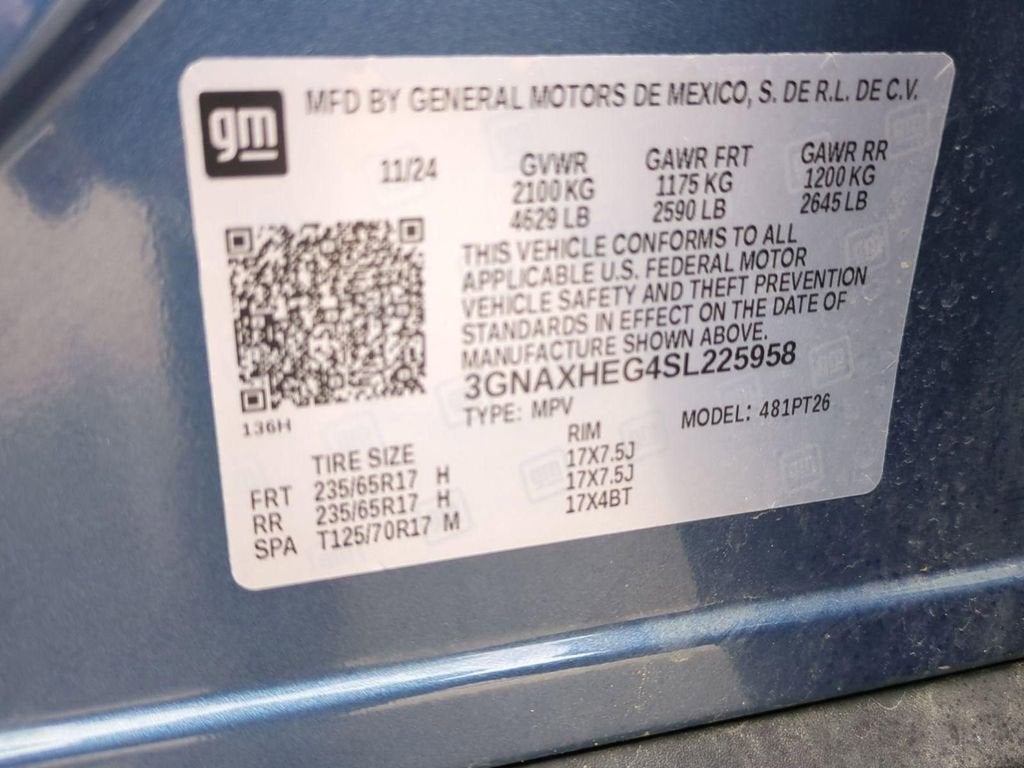 gm
MFD BY GENERAL MOTORS DE MEXICO, S. DE R.L. DE C.V.
11/24 GVWR GAWR FRT GAWR RR
2100 KG 1175 KG 1200 KG
4629 LB 2590 LB 2645 LB
THIS VEHICLE CONFORMS TO ALL
APPLICABLE U.S. FEDERAL MOTOR
VEHICLE SAFETY AND THEFT PREVENTION
STANDARDS IN EFFECT ON THE DATE OF
MANUFACTURE SHOWN ABOVE.
3GNAXHEG4SL225958
TYPE: MPV MODEL: 481PT26
136H
TIRE SIZE RIM
FRT 235/65R17 H 17X7.5J
RR 235/65R17 H 17X7.5J
SPA T125/70R17 M 17X4BT